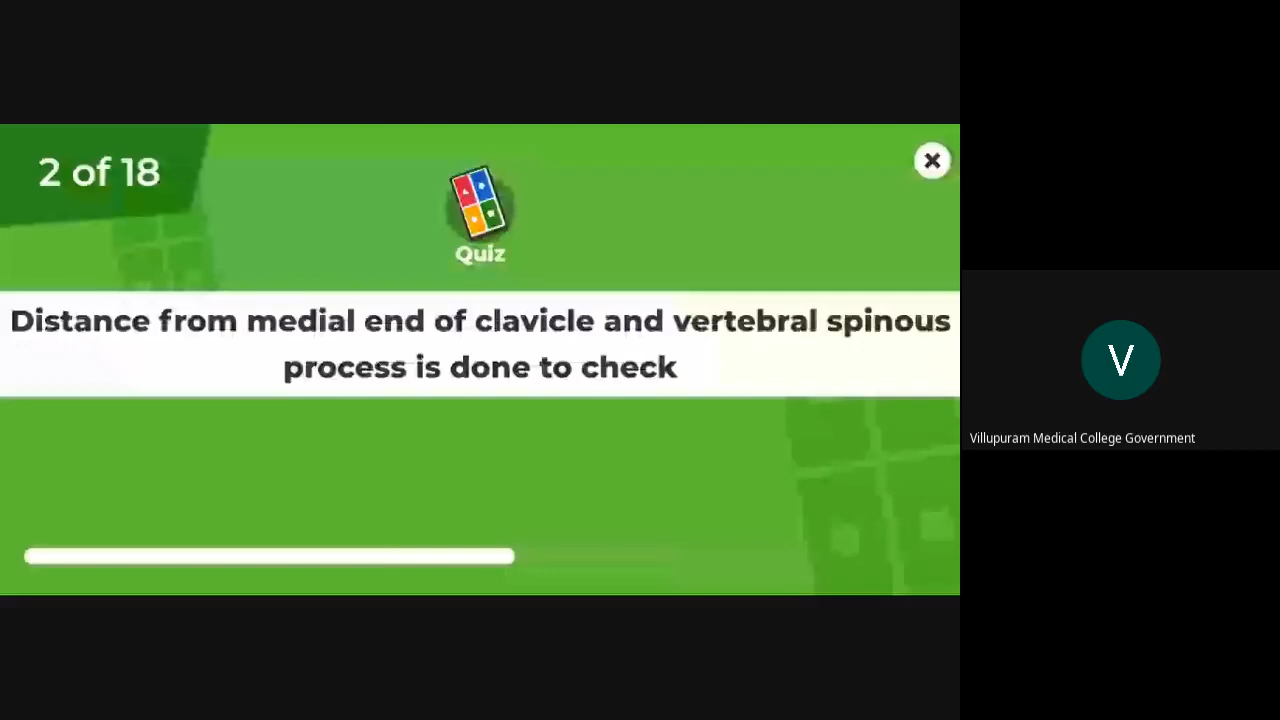 2 of 18
Quiz
Distance from medial end of clavicle and vertebral spinous
process is done to check
V
Villupuram Medical College Government